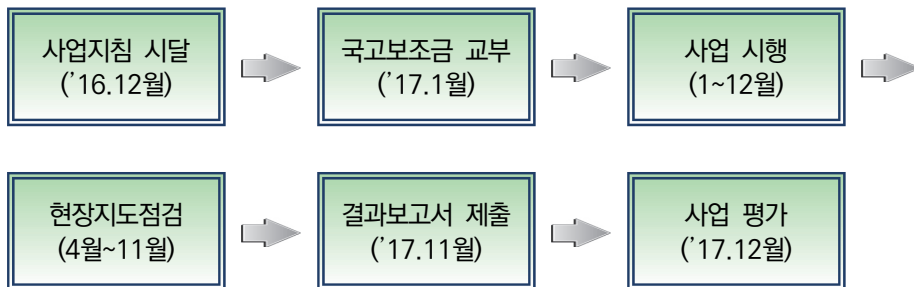 사업지침 시달
(’16.12월)
국고보조금 교부
(’17.1월)
사업 시행
(1~12월)
현장지도점검
(4월~11월)
결과보고서 제출
(’17.11월)
사업 평가
(’17.12월)